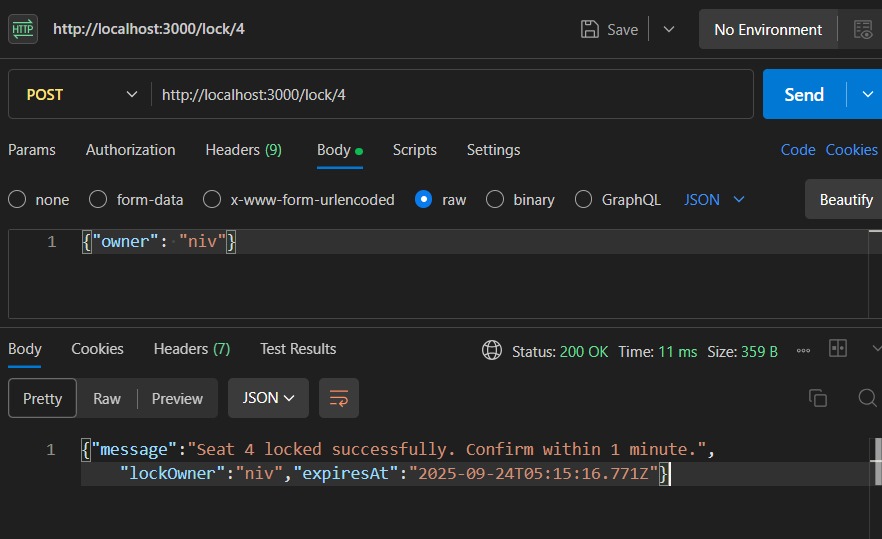 HTTP http://localhost:3000/lock/4 Save No Environment
POST http://localhost:3000/lock/4 Send
Params Authorization Headers (9) Body Scripts Settings Code Cookies
none form-data x-www-form-urlencoded raw binary GraphQL JSON Beautify
1 {"owner": "niv"}
Body Cookies Headers (7) Test Results Status: 200 OK Time: 11 ms Size: 359 B
Pretty Raw Preview JSON
1 {"message":"Seat 4 locked successfully. Confirm within 1 minute.",
"lockOwner":"niv","expiresAt":"2025-09-24T05:15:16.771Z"}